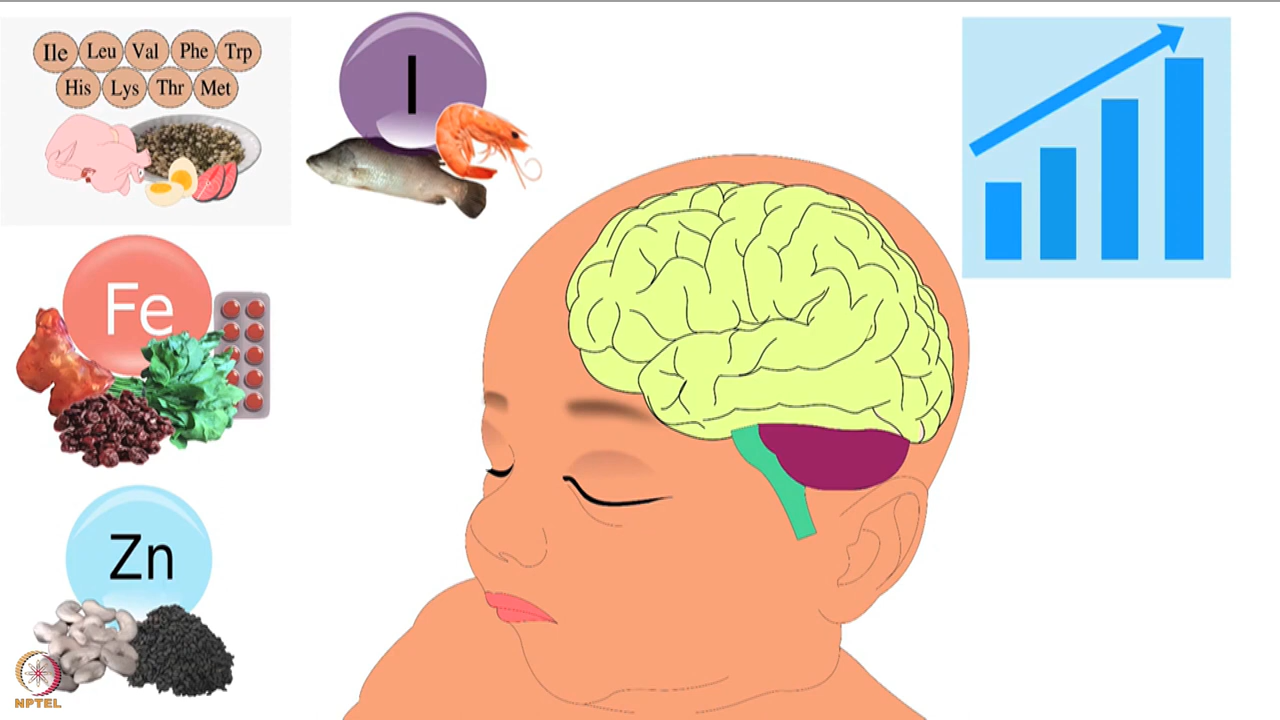 Ile Leu Val Phe Trp
His Lys Thr Met
I
Fe
Zn
NPTEL